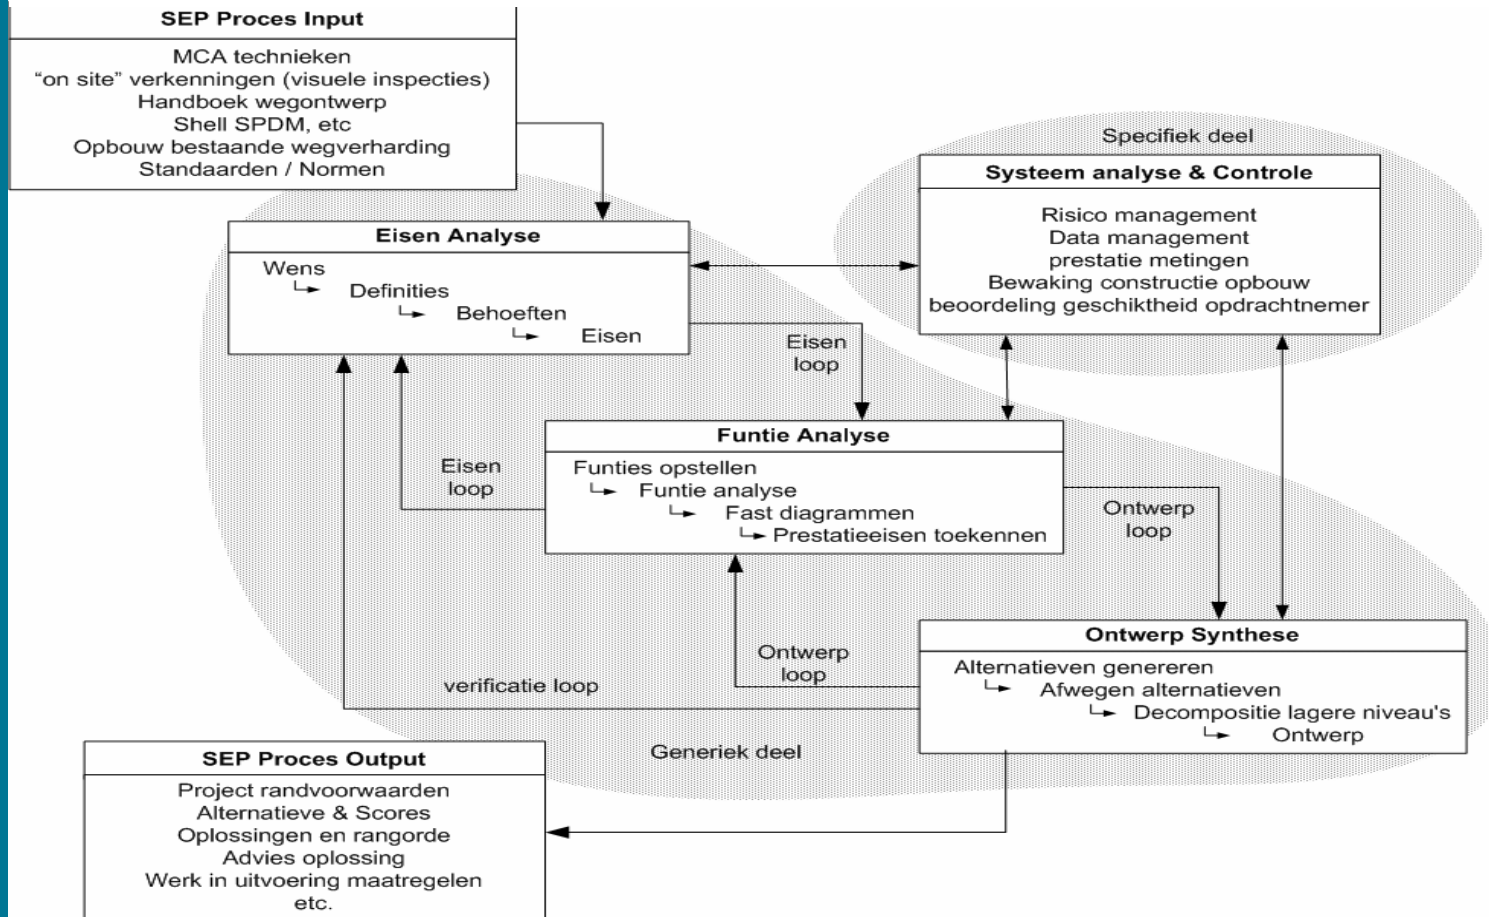 SEP Proces Input
MCA technieken
“on site” verkenningen (visuele inspecties)
Handboek wegontwerp
Shell SPDM, etc
Opbouw bestaande wegverharding
Standaarden / Normen
Specifiek deel
Systeem analyse & Controle
Risico management
Data management
prestatie metingen
Bewaking constructie opbouw
beoordeling geschiktheid opdrachtnemer
Eisen Analyse
Wens
Definities
Behoeften
Eisen
Eisen
loop
Funtie Analyse
Funties opstellen
Funtie analyse
Fast diagrammen
Prestatieeisen toekennen
Eisen
loop
Ontwerp
loop
Ontwerp Synthese
Alternatieven genereren
Afwegen alternatieven
Decompositie lagere niveau's
Ontwerp
Ontwerp
loop
verificatie loop
Generiek deel
SEP Proces Output
Project randvoorwaarden
Alternatieve & Scores
Oplossingen en rangorde
Advies oplossing
Werk in uitvoering maatregelen
etc.